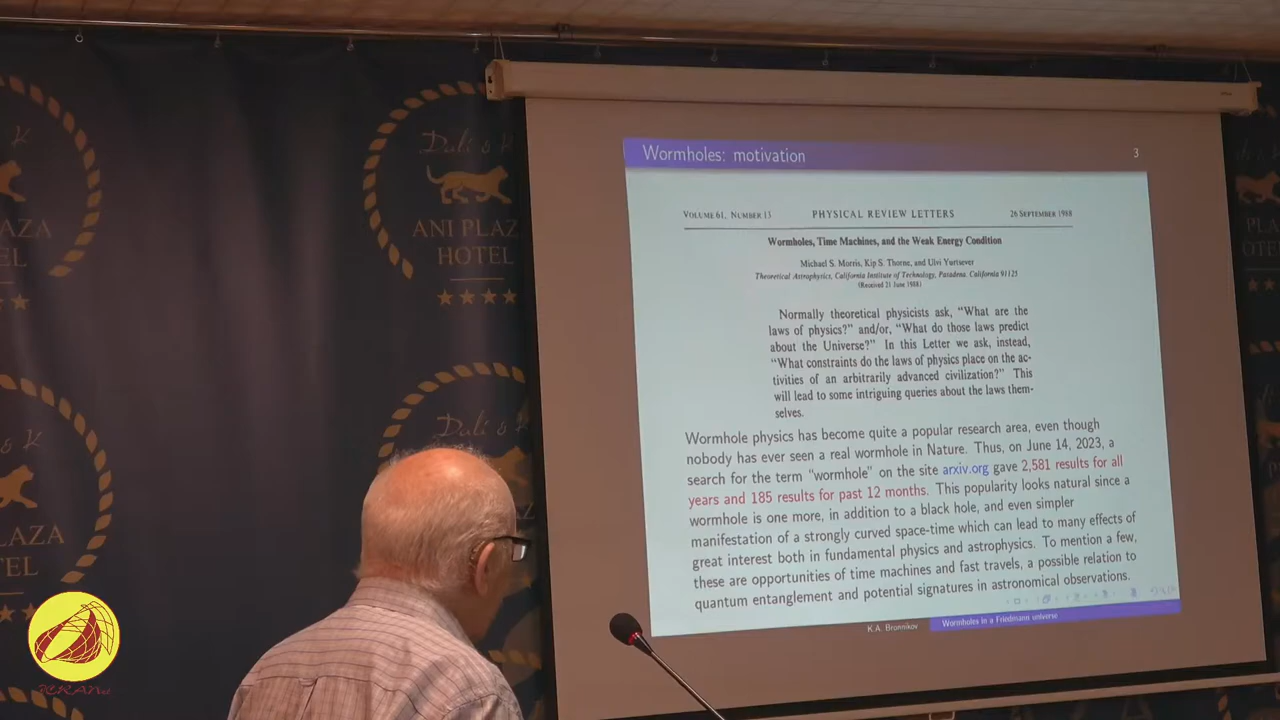 Wormholes: motivation
3
VOLUME 61, NUMBER 13
PHYSICAL REVIEW LETTERS
26 SEPTEMBER 1988
Wormholes, Time Machines, and the Weak Energy Condition
Michael S. Morris, Kip S. Thorne, and Ulvi Yurtsever
Theoretical Astrophysics, California Institute of Technology, Pasadena, California 91125
(Received 21 June 1988)
Normally theoretical physicists ask, “What are the
laws of physics?” and/or, “What do those laws predict
about the Universe?” In this Letter we ask, instead,
“What constraints do the laws of physics place on the ac-
tivities of an arbitrarily advanced civilization?” This
will lead to some intriguing queries about the laws them-
selves.
Wormhole physics has become quite a popular research area, even though
nobody has ever seen a real wormhole in Nature. Thus, on June 14, 2023, a
search for the term “wormhole” on the site arxiv.org gave 2,581 results for all
years and 185 results for past 12 months. This popularity looks natural since a
wormhole is one more, in addition to a black hole, and even simpler
manifestation of a strongly curved space-time which can lead to many effects of
great interest both in fundamental physics and astrophysics. To mention a few,
these are opportunities of time machines and fast travels, a possible relation to
quantum entanglement and potential signatures in astronomical observations.
K.A. Bronnikov
Wormholes in a Friedmann universe
& K
AZA
EL
Dali & K
ANI PLAZ
HOTEL
Dali & K
& K
LAZA
TEL